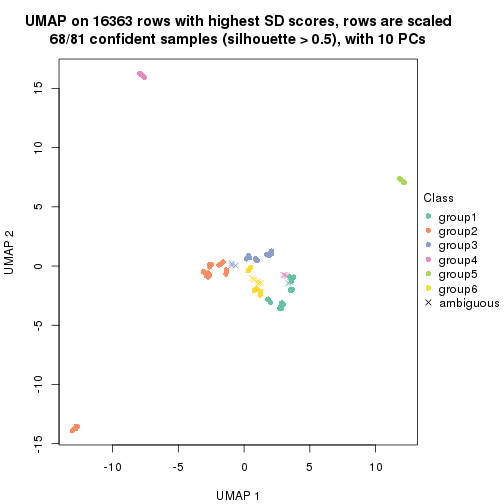 UMAP on 16363 rows with highest SD scores, rows are scaled
68/81 confident samples (silhouette > 0.5), with 10 PCs
UMAP 2
15
10
5
0
-5
-10
-15
-10
-5
0
5
10
UMAP 1
Class
group1
group2
group3
group4
group5
group6
ambiguous